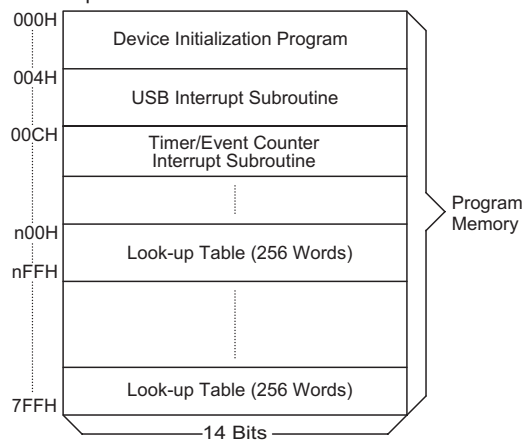 000H
Device Initialization Program
004H
USB Interrupt Subroutine
00CH
Timer/Event Counter
Interrupt Subroutine
Program
Memory
n00H
Look-up Table (256 Words)
nFFH
Look-up Table (256 Words)
7FFH
14 Bits